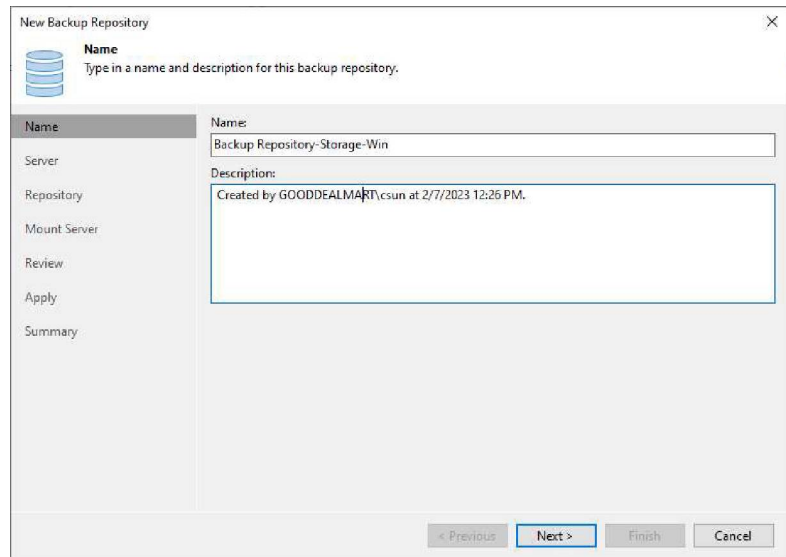 New Backup Repository
Name
Type in a name and description for this backup repository.
Name
Server
Repository
Mount Server
Review
Apply
Summary
Name:
Backup Repository-Storage-Win
Description:
Created by GOODDEALMART\csun at 2/7/2023 12:26 PM.
< Previous
Next >
Finish
Cancel